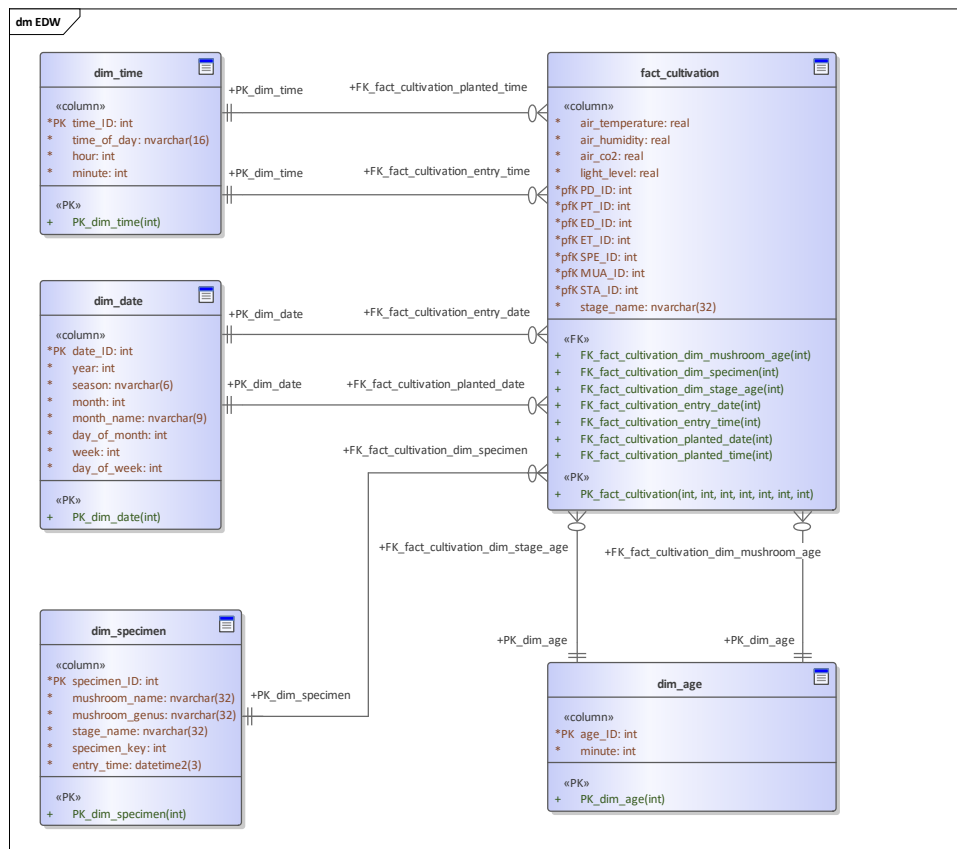 dm EDW
dim_time
«column»
*PK time_ID: int
* time_of_day: nvarchar(16)
* hour: int
* minute: int
«PK»
+ PK_dim_time(int)
+PK_dim_time
+FK_fact_cultivation_planted_time
+PK_dim_time
+FK_fact_cultivation_entry_time
fact_cultivation
«column»
* air_temperature: real
* air_humidity: real
* air_co2: real
* light_level: real
*pfK PD_ID: int
*pfK PT_ID: int
*pfK ED_ID: int
*pfK ET_ID: int
*pfK SPE_ID: int
*pfK MUA_ID: int
*pfK STA_ID: int
* stage_name: nvarchar(32)
«FK»
+ FK_fact_cultivation_dim_mushroom_age(int)
+ FK_fact_cultivation_dim_specimen(int)
+ FK_fact_cultivation_dim_stage_age(int)
+ FK_fact_cultivation_entry_date(int)
+ FK_fact_cultivation_entry_time(int)
+ FK_fact_cultivation_planted_date(int)
+ FK_fact_cultivation_planted_time(int)
«PK»
+ PK_fact_cultivation(int, int, int, int, int, int, int)
dim_date
«column»
*PK date_ID: int
* year: int
* season: nvarchar(6)
* month: int
* month_name: nvarchar(9)
* day_of_month: int
* week: int
* day_of_week: int
«PK»
+ PK_dim_date(int)
+PK_dim_date
+FK_fact_cultivation_entry_date
+PK_dim_date
+FK_fact_cultivation_planted_date
+FK_fact_cultivation_dim_specimen
+FK_fact_cultivation_dim_stage_age
+FK_fact_cultivation_dim_mushroom_age
dim_specimen
«column»
*PK specimen_ID: int
* mushroom_name: nvarchar(32)
* mushroom_genus: nvarchar(32)
* stage_name: nvarchar(32)
* specimen_key: int
* entry_time: datetime2(3)
«PK»
+ PK_dim_specimen(int)
+PK_dim_specimen
+PK_dim_age
+PK_dim_age
dim_age
«column»
*PK age_ID: int
* minute: int
«PK»
+ PK_dim_age(int)